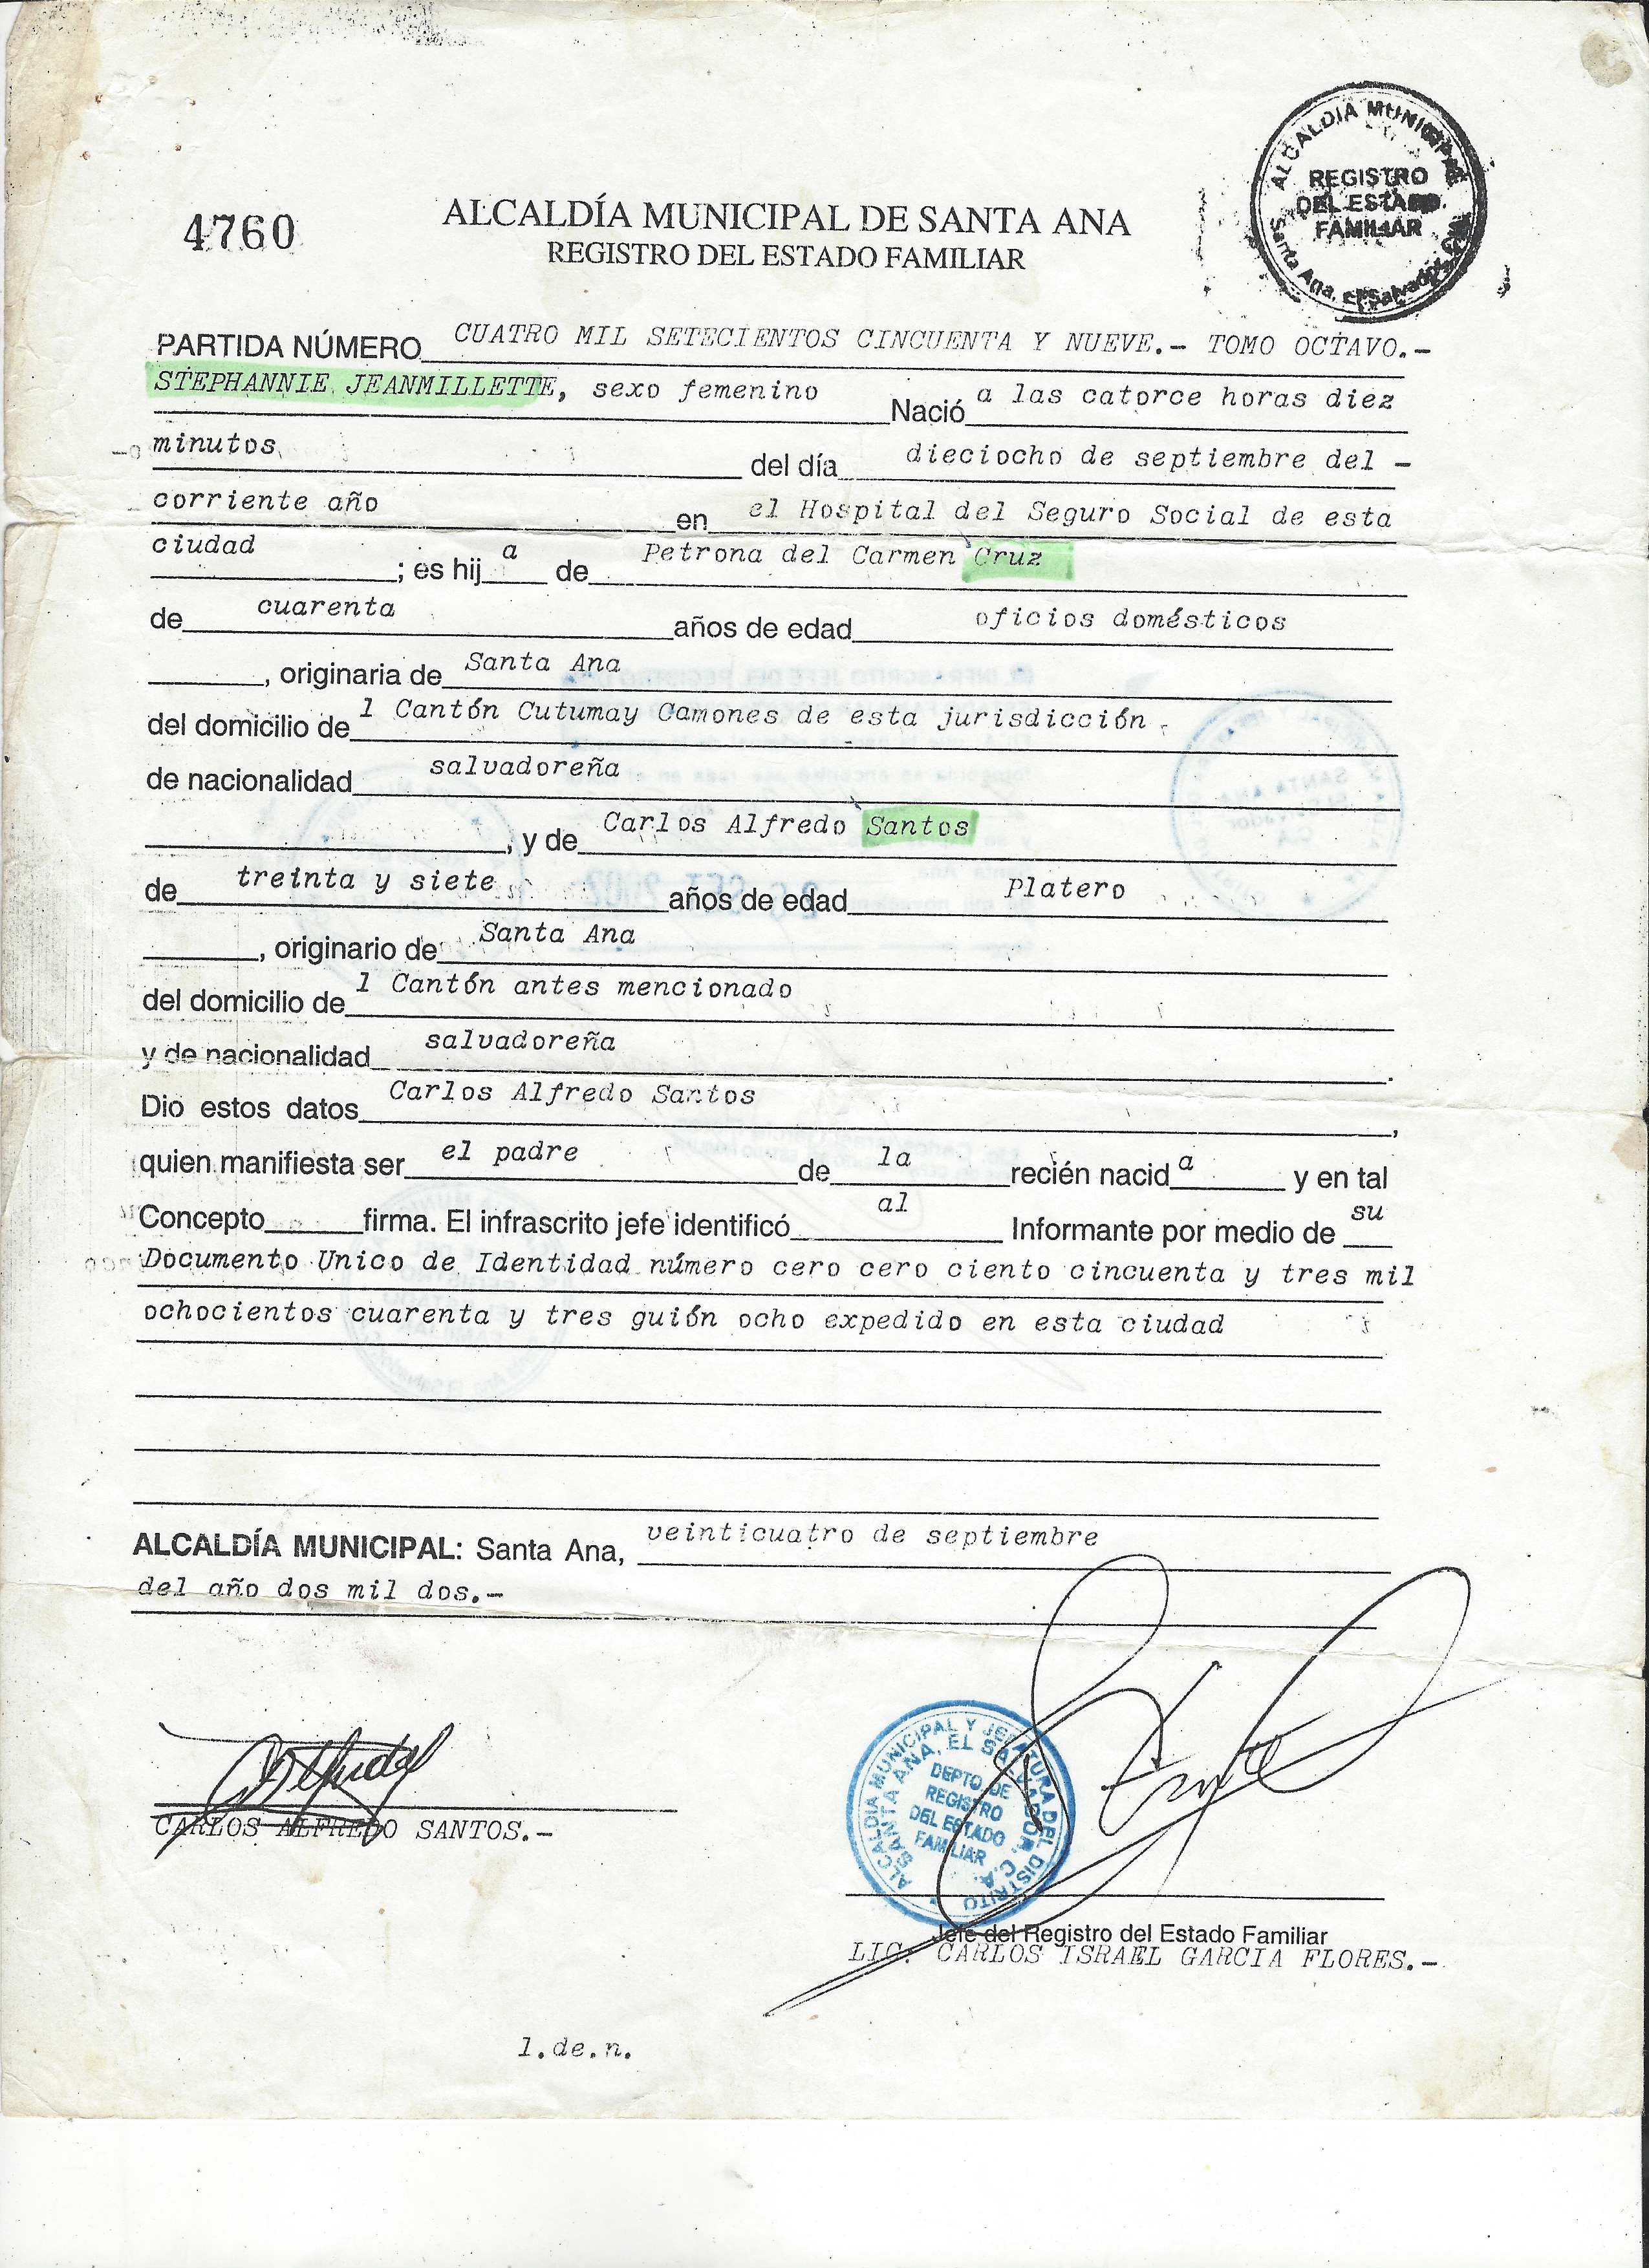 4760
ALCALDÍA MUNICIPAL DE SANTA ANA
REGISTRO DEL ESTADO FAMILIAR
ALCALDIA MUNICIPAL
REGISTRO
DEL ESTADO
FAMILIAR
Santa Ana, El Salvador,
PARTIDA NÚMERO CUATRO MIL SETECIENTOS CINCUENTA Y NUEVE.- TOMO OCTAVO.-
STEPHANNIE JEANMILLETTE, sexo femenino Nació a las catorce horas diez
minutos del día dieciocho de septiembre del -
corriente año en el Hospital del Seguro Social de esta
ciudad ; es hij a de Petrona del Carmen Cruz
de cuarenta años de edad oficios domésticos
, originaria de Santa Ana
del domicilio de l Cantón Cutumay Camones de esta jurisdicción
de nacionalidad salvadoreña
, y de Carlos Alfredo Santos
de treinta y siete años de edad Platero
, originario de Santa Ana
del domicilio de l Cantón antes mencionado
y de nacionalidad salvadoreña .
Dio estos datos Carlos Alfredo Santos ,
quien manifiesta ser el padre de la recién nacid a y en tal
Concepto firma. El infrascrito jefe identificó al Informante por medio de su
Documento Unico de Identidad número cero cero ciento cincuenta y tres mil
ochocientos cuarenta y tres guión ocho expedido en esta ciudad
ALCALDÍA MUNICIPAL: Santa Ana, veinticuatro de septiembre
del año dos mil dos.-
CARLOS ALFREDO SANTOS.-
ALCALDIA MUNICIPAL Y JEFATURA DEL DISTRITO
SANTA ANA, EL SALVADOR, C.A.
DEPTO. DE
REGISTRO
DEL ESTADO
FAMILIAR
Jefe del Registro del Estado Familiar
LIC. CARLOS ISRAEL GARCIA FLORES.-
l.de.n.